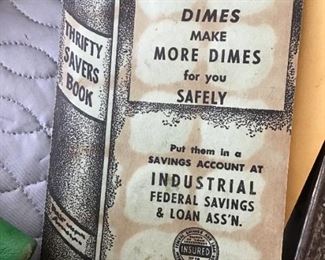 THRIFTY
SAVERS
BOOK
DIMES
MAKE
MORE DIMES
for you
SAFELY
Put them in a
SAVINGS ACCOUNT AT
INDUSTRIAL
FEDERAL SAVINGS
& LOAN ASS'N.
INSURED